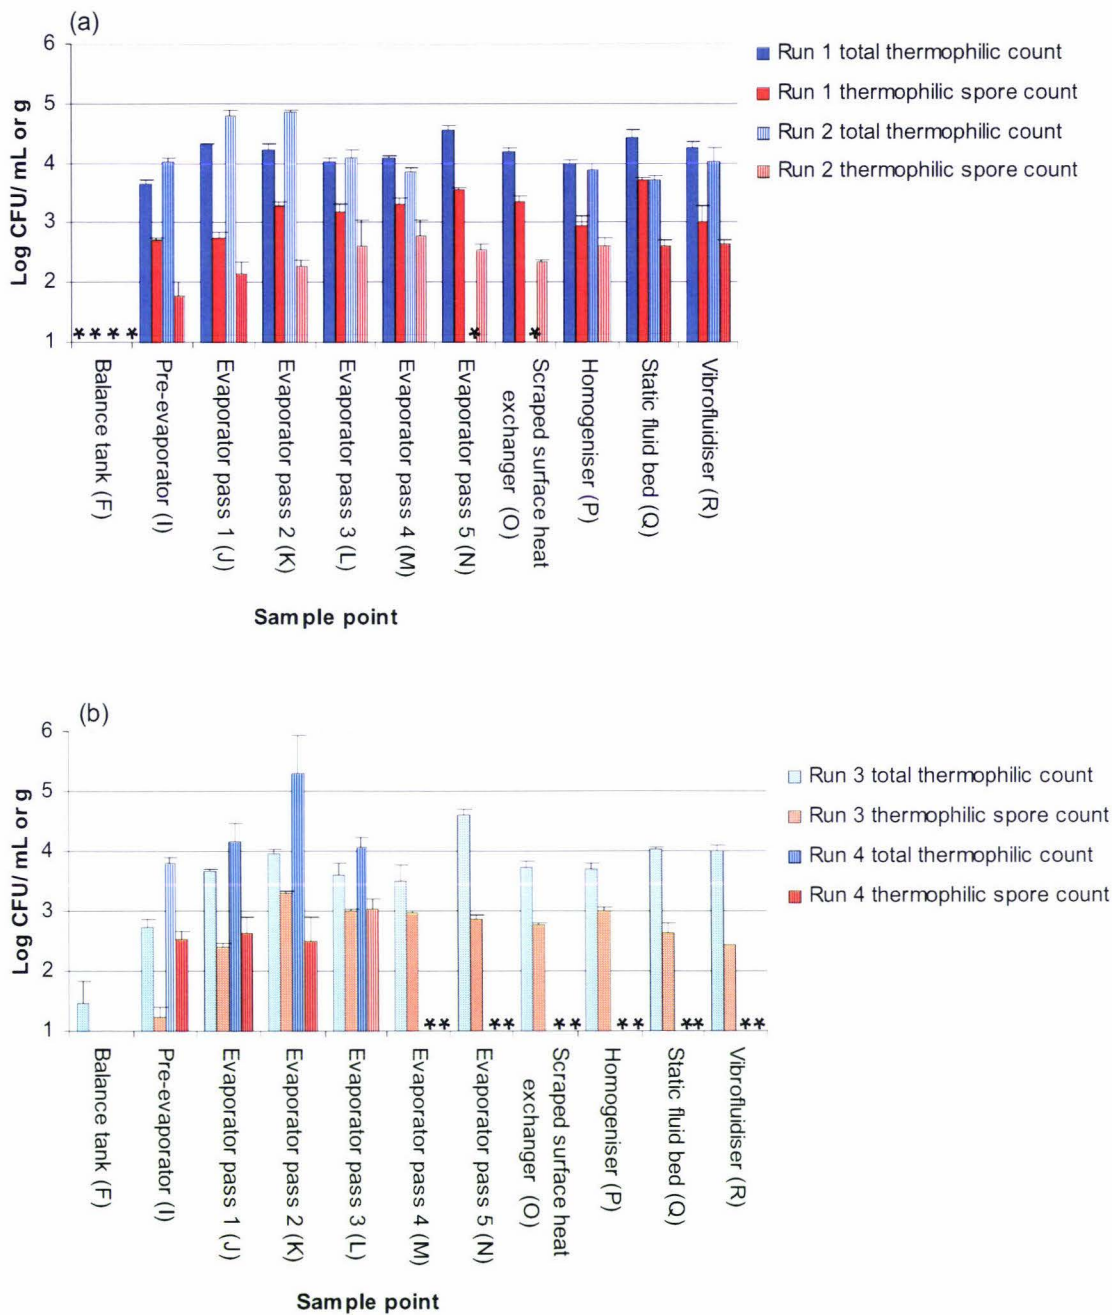 (a)
6
5
4
3
2
1
Log CFU/ mL or g
* * * *
*
*
Balance tank (F)
Pre-evaporator (I)
Evaporator pass 1 (J)
Evaporator pass 2 (K)
Evaporator pass 3 (L)
Evaporator pass 4 (M)
Evaporator pass 5 (N)
Scraped surface heat
exchanger (O)
Homogeniser (P)
Static fluid bed (Q)
Vibrofluidiser (R)
Sample point
Run 1 total thermophilic count
Run 1 thermophilic spore count
Run 2 total thermophilic count
Run 2 thermophilic spore count
(b)
6
5
4
3
2
1
Log CFU/ mL or g
**
**
**
**
**
**
Balance tank (F)
Pre-evaporator (I)
Evaporator pass 1 (J)
Evaporator pass 2 (K)
Evaporator pass 3 (L)
Evaporator pass 4 (M)
Evaporator pass 5 (N)
Scraped surface heat
exchanger (O)
Homogeniser (P)
Static fluid bed (Q)
Vibrofluidiser (R)
Sample point
Run 3 total thermophilic count
Run 3 thermophilic spore count
Run 4 total thermophilic count
Run 4 thermophilic spore count